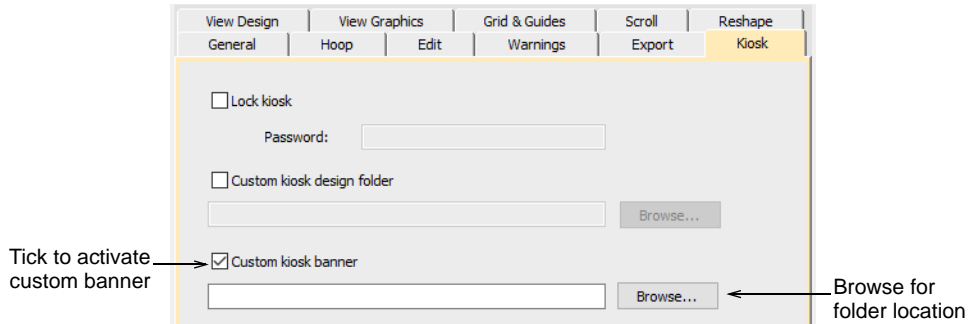 View Design View Graphics Grid & Guides Scroll Reshape
General Hoop Edit Warnings Export Kiosk
Lock kiosk
Password:
Custom kiosk design folder
Browse...
Tick to activate
custom banner
Custom kiosk banner
Browse...
Browse for
folder location